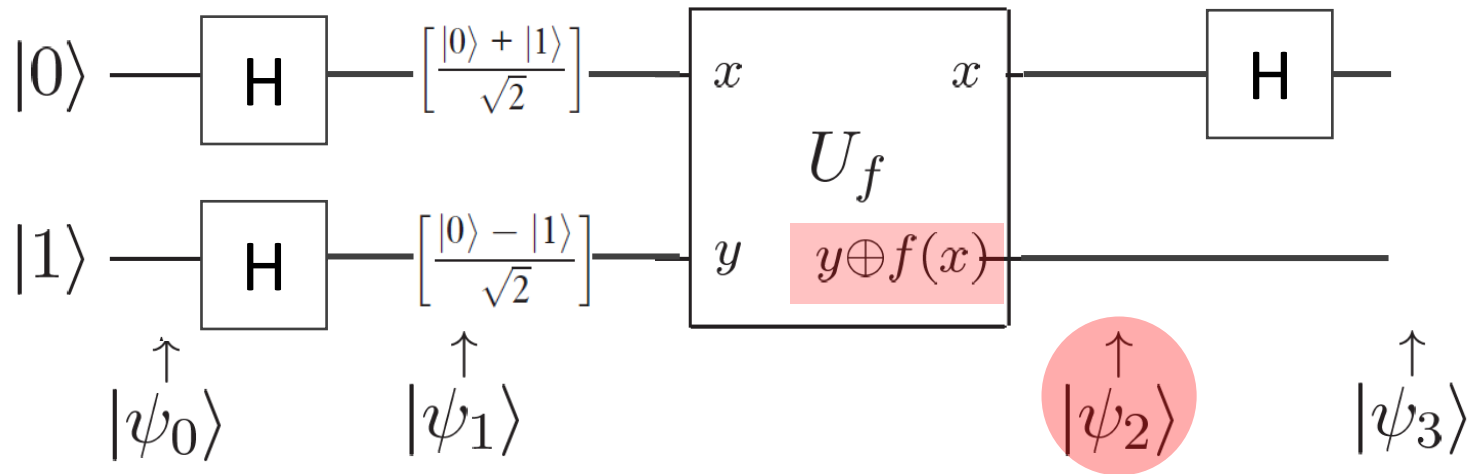 |0⟩ H [ |0⟩ + |1⟩ / √2 ] x x H
U_f
|1⟩ H [ |0⟩ − |1⟩ / √2 ] y y⊕f(x)
↑ ↑ ↑ ↑
|ψ₀⟩ |ψ₁⟩ |ψ₂⟩ |ψ₃⟩